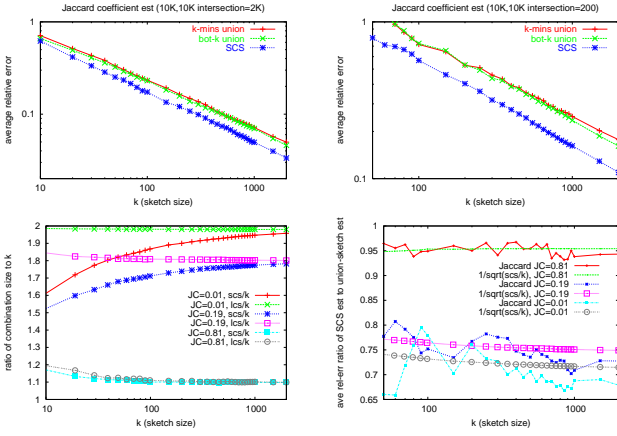 Jaccard coefficient est (10K,10K intersection=2K)
k-mins union
bot-k union
SCS
average relative error
0.1
10
100
1000
k (sketch size)
Jaccard coefficient est (10K,10K intersection=200)
k-mins union
bot-k union
SCS
average relative error
1
0.1
100
1000
k (sketch size)
ratio of combination size to k
2
1.9
1.8
1.7
1.6
1.5
1.4
1.3
1.2
1.1
1
JC=0.01, scs/k
JC=0.01, lcs/k
JC=0.19, scs/k
JC=0.19, lcs/k
JC=0.81, scs/k
JC=0.81, lcs/k
10
100
1000
k (sketch size)
ave rel-err ratio of SCS est to union-sketch est
1
0.95
0.9
0.85
0.8
0.75
0.7
0.65
Jaccard JC=0.81
1/sqrt(scs/k), JC=0.81
Jaccard JC=0.19
1/sqrt(scs/k), JC=0.19
Jaccard JC=0.01
1/sqrt(scs/k), JC=0.01
100
1000
k (sketch size)